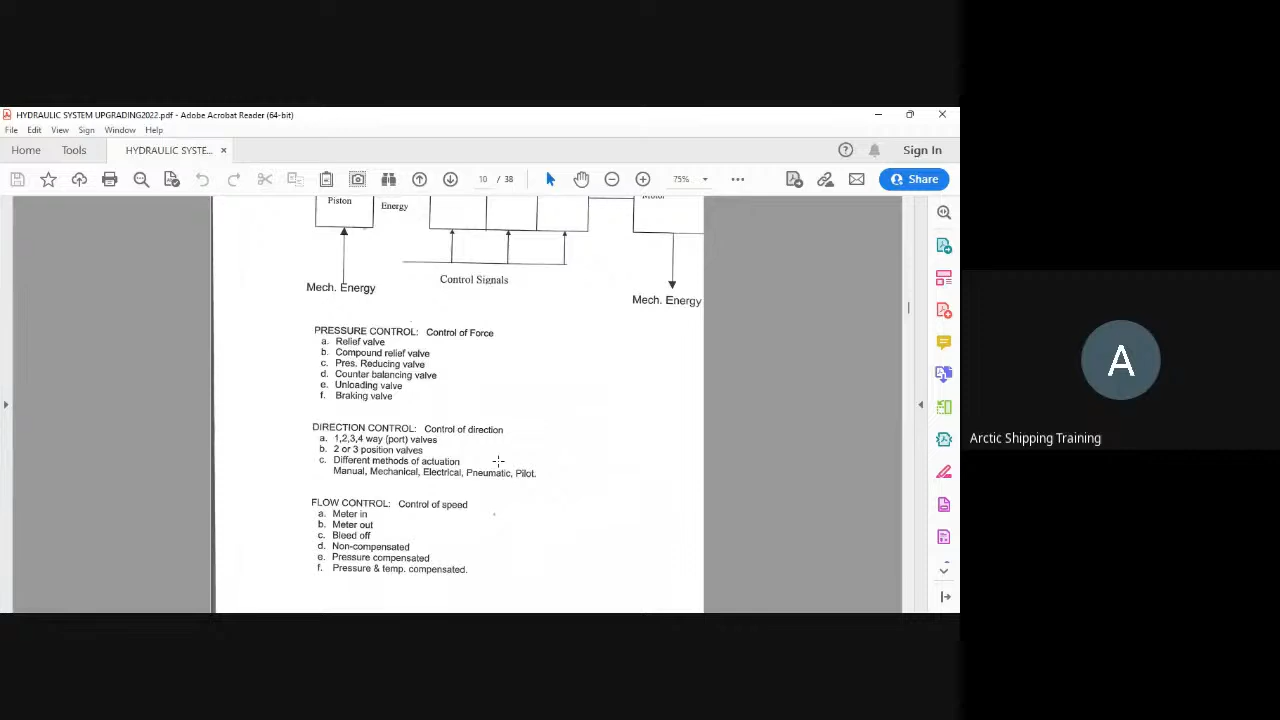 HYDRAULIC SYSTEM UPGRADING2022.pdf - Adobe Acrobat Reader (64-bit)
File Edit View Sign Window Help
Home Tools HYDRAULIC SYSTE... × Sign In
10 / 38 75% Share
Piston Energy
Control Signals
Mech. Energy
Mech. Energy
PRESSURE CONTROL: Control of Force
a. Relief valve
b. Compound relief valve
c. Pres. Reducing valve
d. Counter balancing valve
e. Unloading valve
f. Braking valve
DIRECTION CONTROL: Control of direction
a. 1,2,3,4 way (port) valves
b. 2 or 3 position valves
c. Different methods of actuation
Manual, Mechanical, Electrical, Pneumatic, Pilot.
FLOW CONTROL: Control of speed
a. Meter in
b. Meter out
c. Bleed off
d. Non-compensated
e. Pressure compensated
f. Pressure & temp. compensated.
A
Arctic Shipping Training